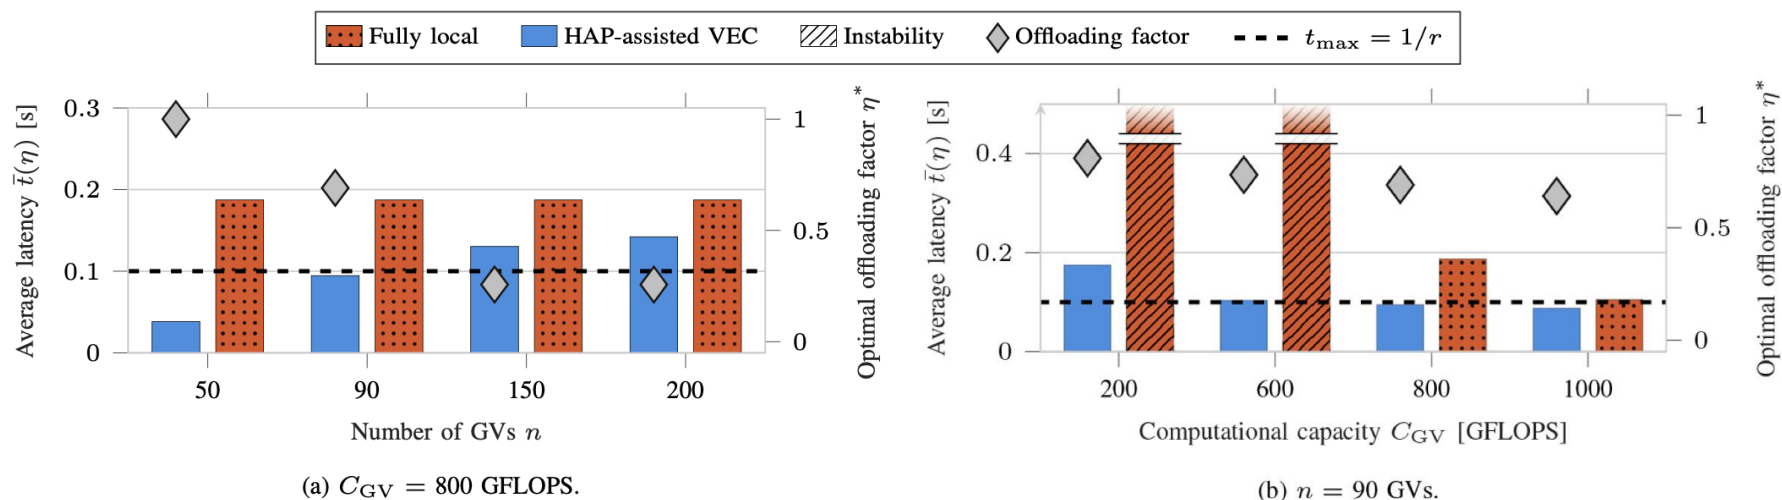 Fully local HAP-assisted VEC Instability Offloading factor t_max = 1/r
Average latency t̄(η) [s]
0.3
0.2
0.1
0
1
0.5
0
Optimal offloading factor η*
50 90 150 200
Number of GVs n
(a) C_GV = 800 GFLOPS.
Average latency t̄(η) [s]
0.4
0.2
0
1
0.5
0
Optimal offloading factor η*
200 600 800 1000
Computational capacity C_GV [GFLOPS]
(b) n = 90 GVs.